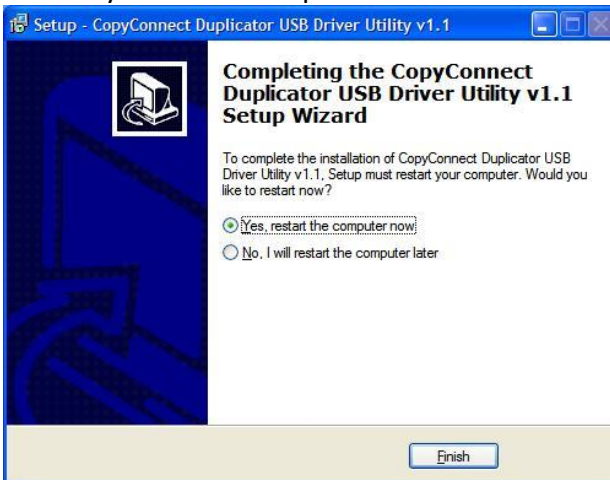 Setup - CopyConnect Duplicator USB Driver Utility v1.1
Completing the CopyConnect
Duplicator USB Driver Utility v1.1
Setup Wizard
To complete the installation of CopyConnect Duplicator USB
Driver Utility v1.1, Setup must restart your computer. Would you
like to restart now?
Yes, restart the computer now
No, I will restart the computer later
Finish